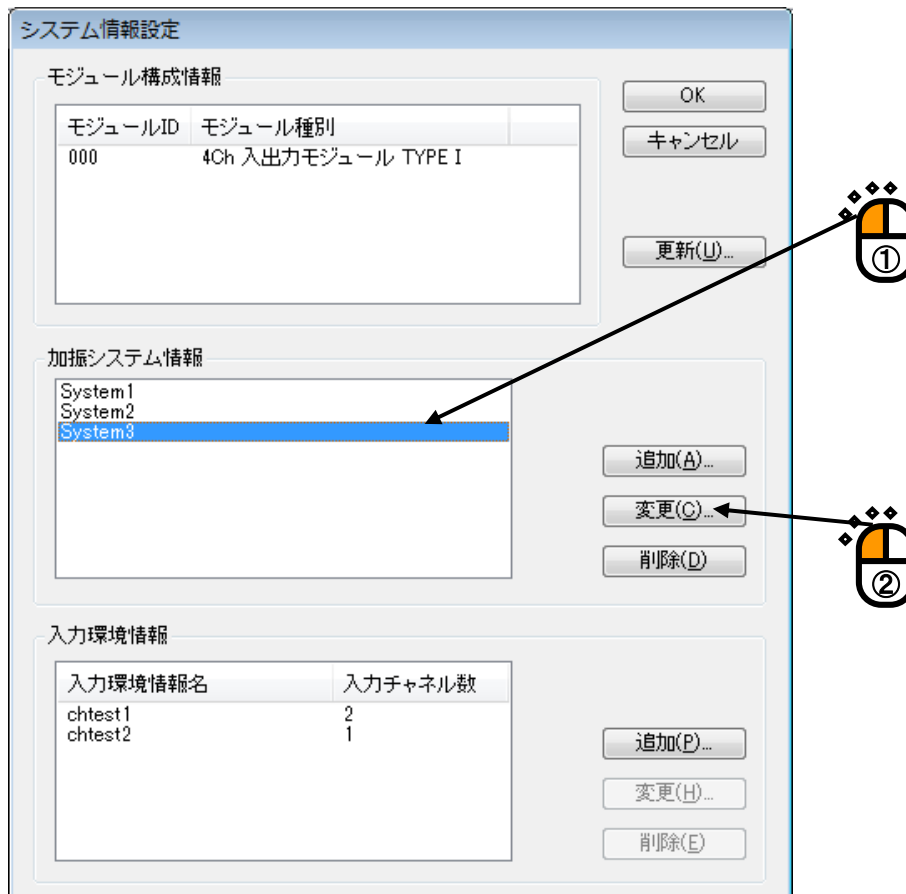 システム情報設定
モジュール構成情報
モジュールID モジュール種別
000 4Ch 入出力モジュール TYPE I
OK
キャンセル
更新(U)...
①
加振システム情報
System1
System2
System3
追加(A)...
変更(C)...
削除(D)
②
入力環境情報
入力環境情報名 入力チャネル数
chtest1 2
chtest2 1
追加(P)...
変更(H)...
削除(E)